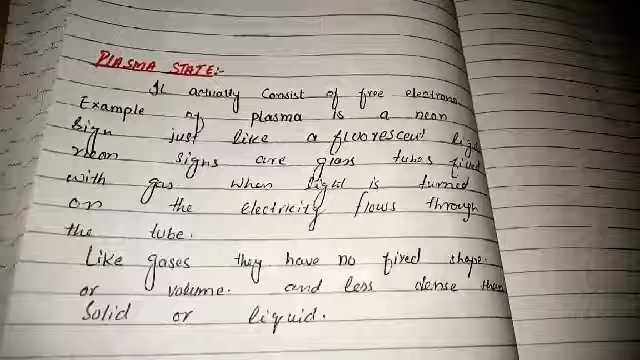 PLASMA STATE:-
It actually consist of free electrons
Example of plasma is a neon
Sign just like a fluorescent light
neon signs are glass tubes filled
with gas. When light is turned
on the electricity flows through
the tube.
Like gases they have no fixed shape.
or volume. and less dense than
Solid or liquid.